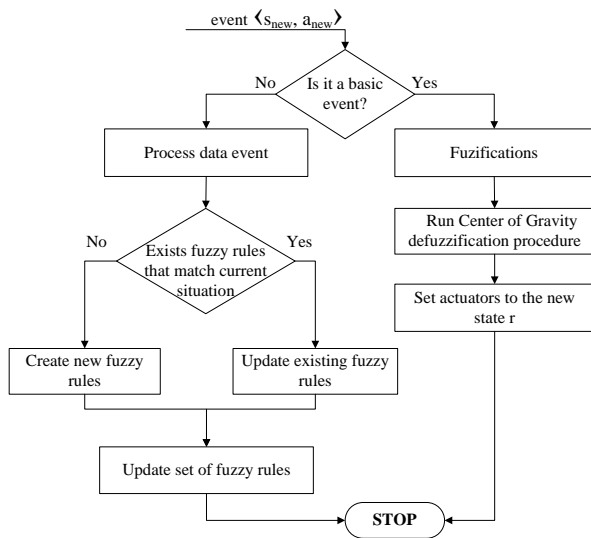 event ⟨s_new, a_new⟩
Is it a basic
event?
No
Yes
Process data event
Fuzifications
Run Center of Gravity
defuzzification procedure
Set actuators to the new
state r
Exists fuzzy rules
that match current
situation
No
Yes
Create new fuzzy
rules
Update existing fuzzy
rules
Update set of fuzzy rules
STOP